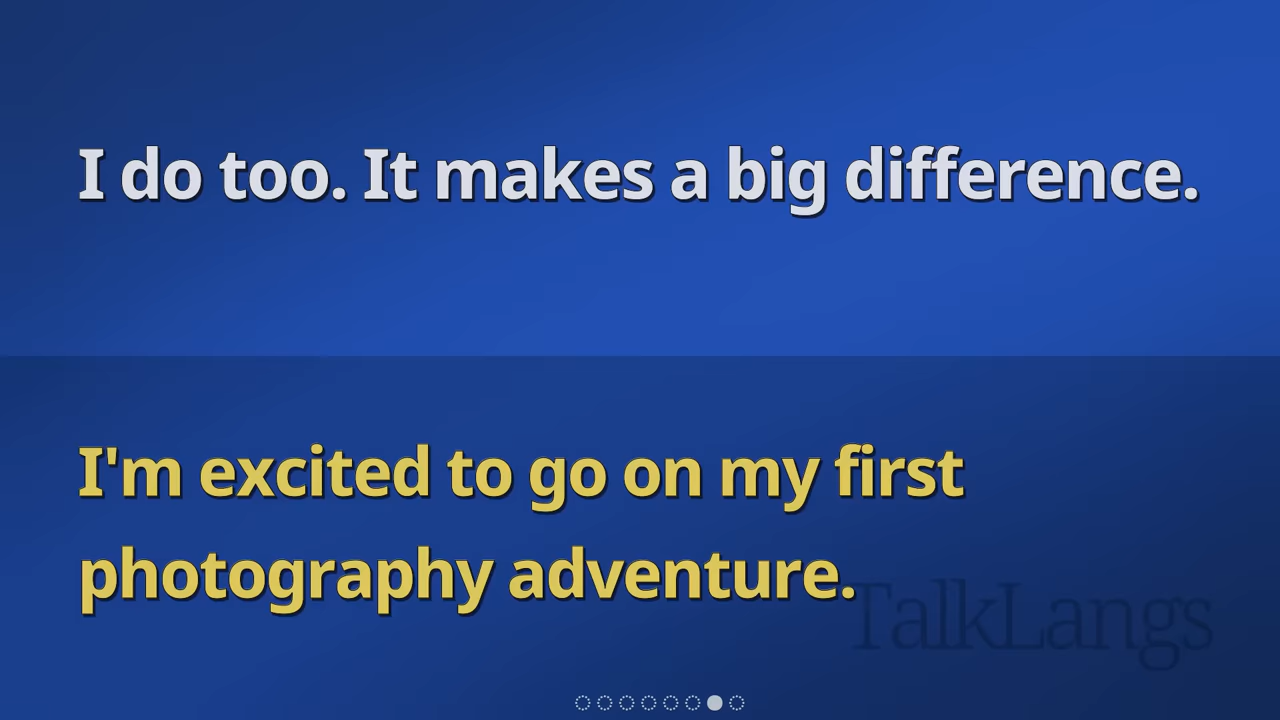 I do too. It makes a big difference.
I'm excited to go on my first
photography adventure.
TalkLangs